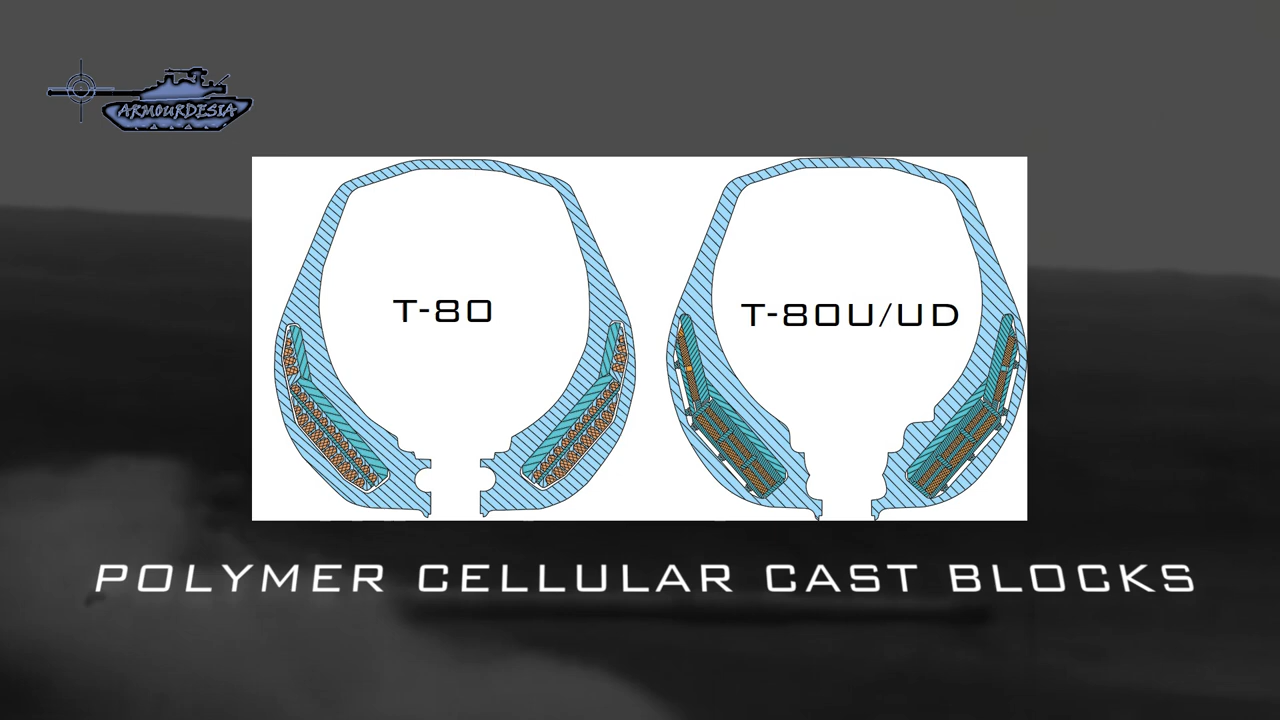 ARMOURDESIA
T-80
T-80U/UD
POLYMER CELLULAR CAST BLOCKS